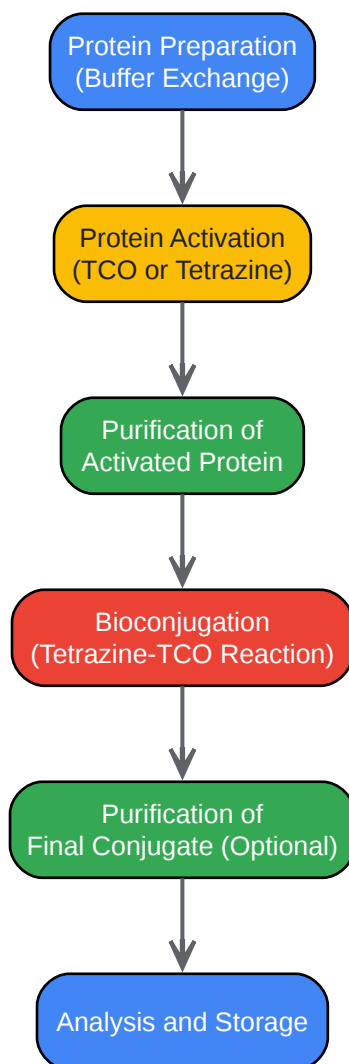 Protein Preparation
(Buffer Exchange)
Protein Activation
(TCO or Tetrazine)
Purification of
Activated Protein
Bioconjugation
(Tetrazine-TCO Reaction)
Purification of
Final Conjugate (Optional)
Analysis and Storage